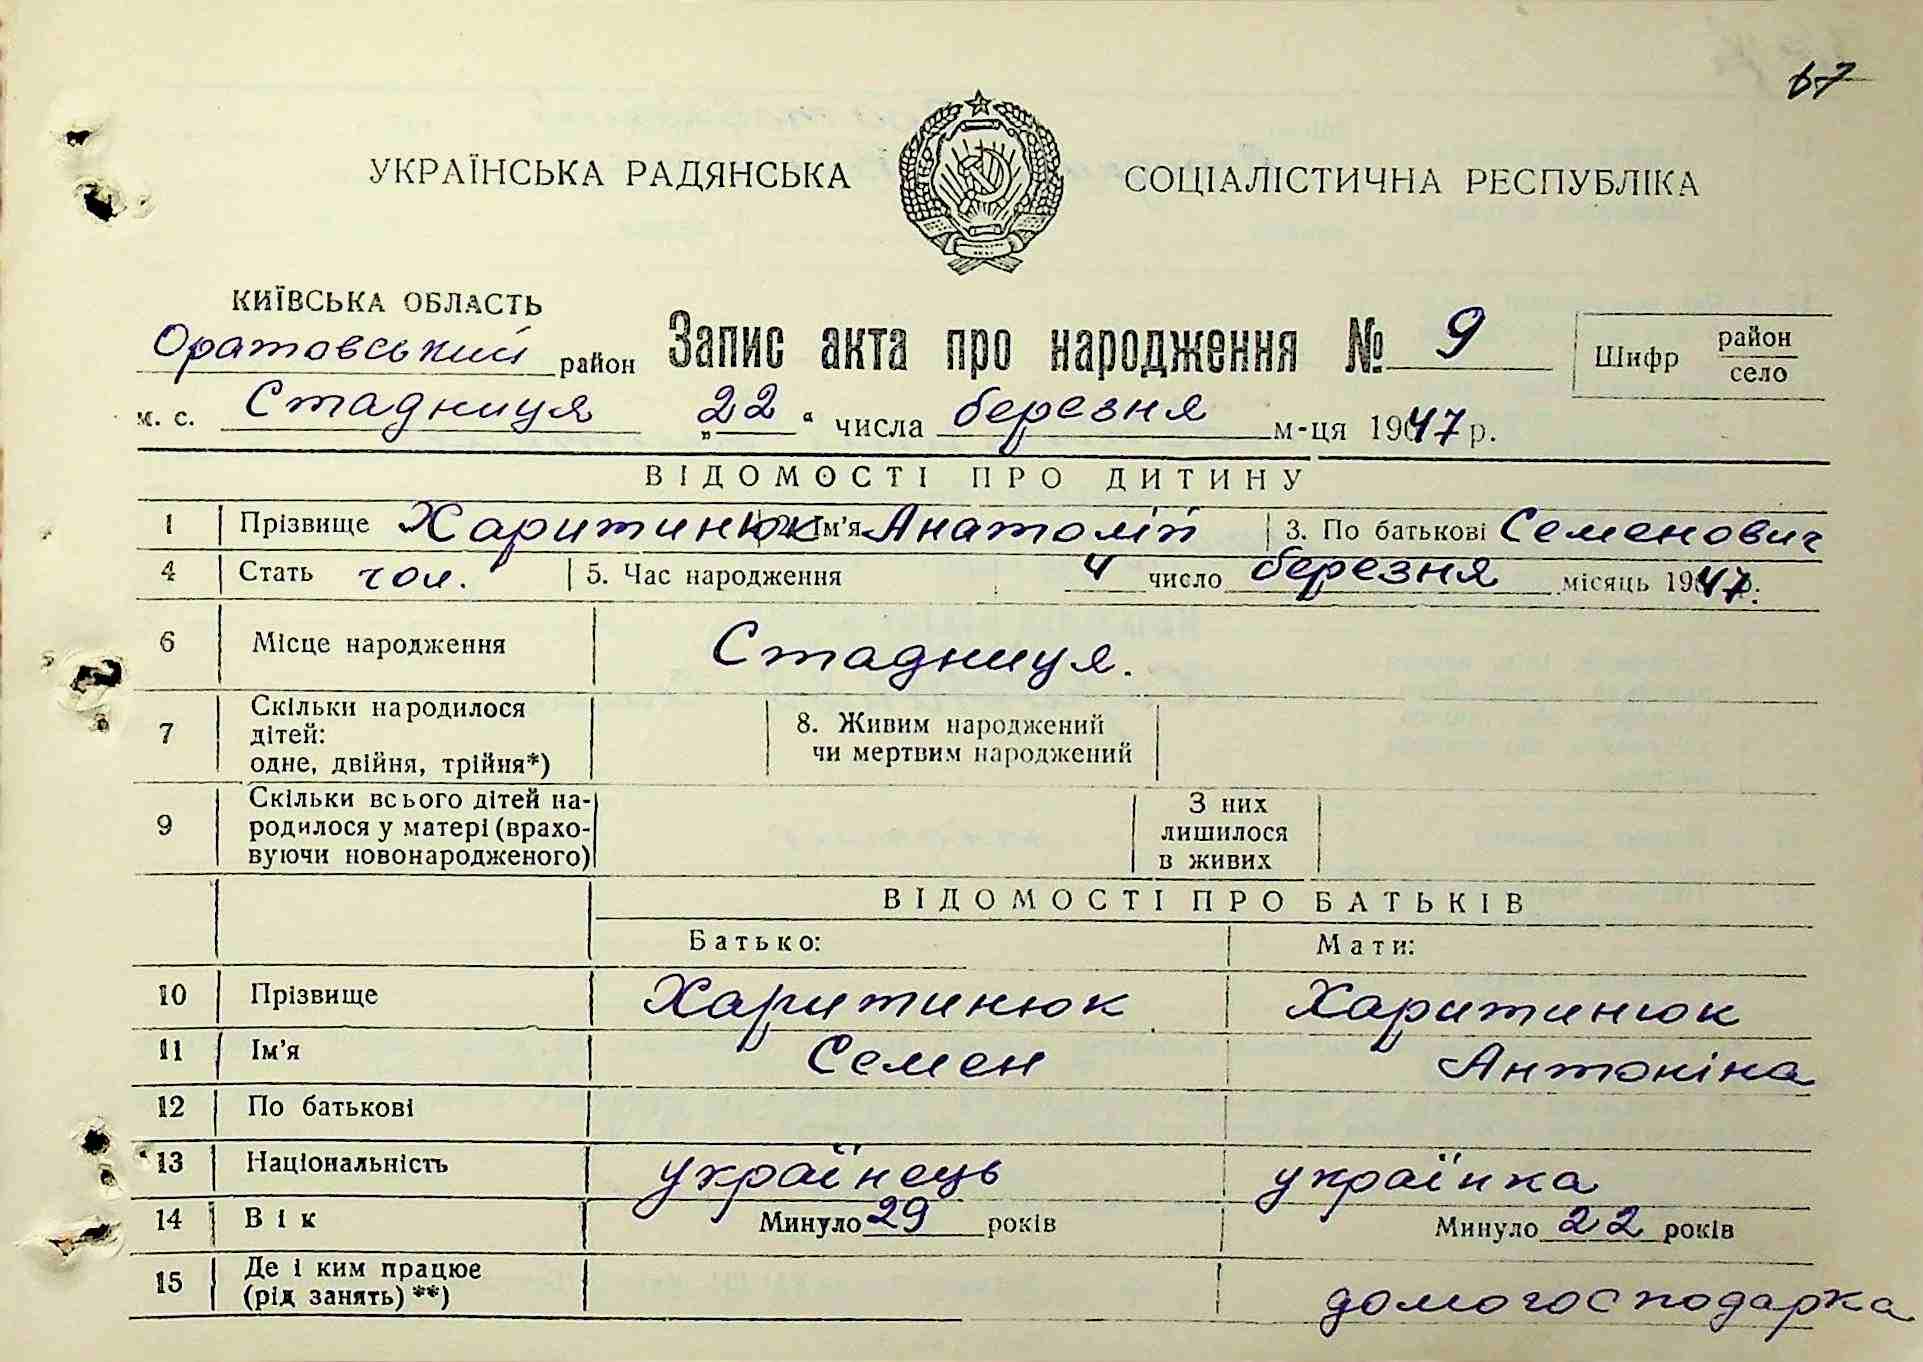 67
УКРАЇНСЬКА РАДЯНСЬКА СОЦІАЛІСТИЧНА РЕСПУБЛІКА
КИЇВСЬКА ОБЛАСТЬ
Оратовський район Запис акта про народження № 9 Шифр район село
м. с. Стадниця „22“ числа березня м-ця 1947 р.
ВІДОМОСТІ ПРО ДИТИНУ
1 Прізвище Харитинюк Ім'я Анатолій 3. По батькові Семенович
4 Стать чол. 5. Час народження 4 число березня місяць 1947 р.
6 Місце народження Стадниця.
7 Скільки народилося дітей: одне, двійня, трійня*) 8. Живим народжений чи мертвим народжений
9 Скільки всього дітей народилося у матері (враховуючи новонародженого) З них лишилося в живих
ВІДОМОСТІ ПРО БАТЬКІВ
Батько: Мати:
10 Прізвище Харитинюк Харитинюк
11 Ім'я Семен Антоніна
12 По батькові
13 Національність українець українка
14 Вік Минуло 29 років Минуло 22 років
15 Де і ким працює (рід занять) **) домогосподарка